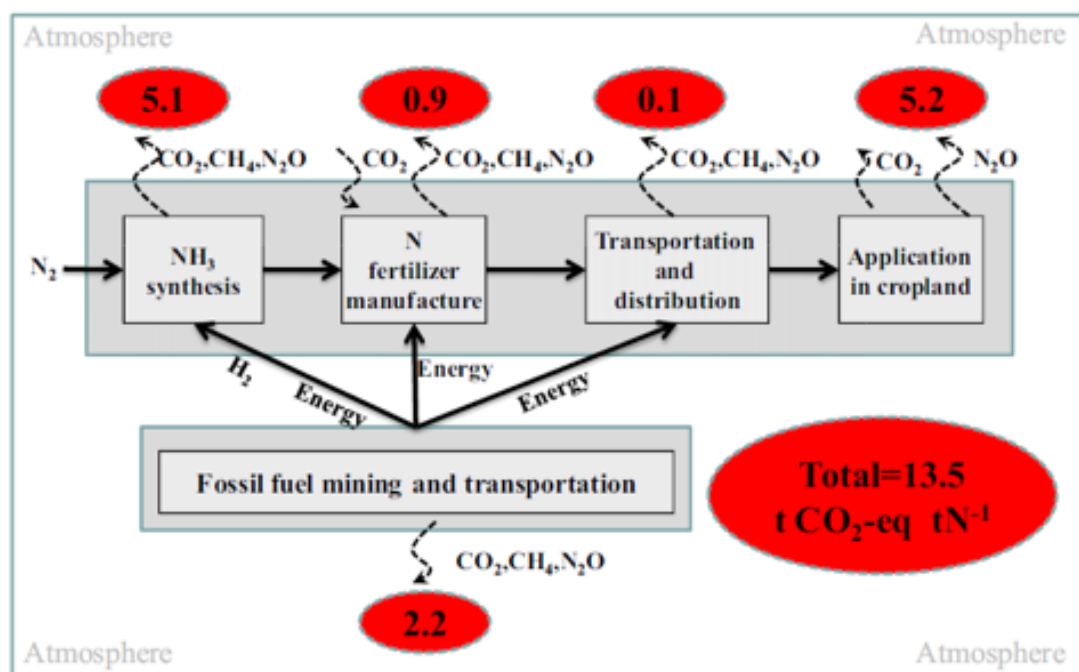 Atmosphere
Atmosphere
5.1
0.9
0.1
5.2
CO₂,CH₄,N₂O
CO₂
CO₂,CH₄,N₂O
CO₂,CH₄,N₂O
CO₂
N₂O
N₂
NH₃
synthesis
N
fertilizer
manufacture
Transportation
and
distribution
Application
in cropland
H₂
Energy
Energy
Energy
Fossil fuel mining and transportation
Total=13.5
t CO₂-eq tN⁻¹
CO₂,CH₄,N₂O
2.2
Atmosphere
Atmosphere